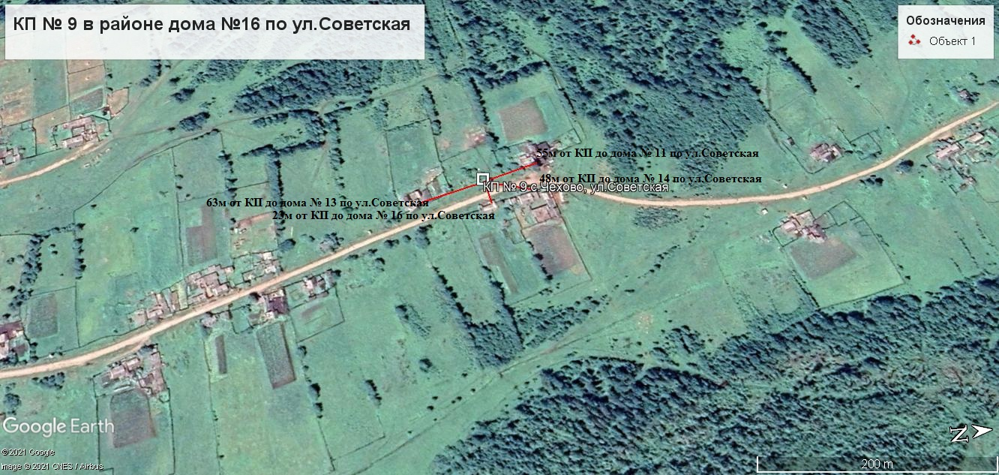 КП № 9 в районе дома №16 по ул.Советская
Обозначения
Объект 1
55м от КП до дома № 11 по ул.Советская
48м от КП до дома № 14 по ул.Советская
КП № 9 с.Чехово, ул.Советская
63м от КП до дома № 13 по ул.Советская
23м от КП до дома № 16 по ул.Советская
Google Earth
©2021 Google
Image © 2021 CNES / Airbus
N
200 m